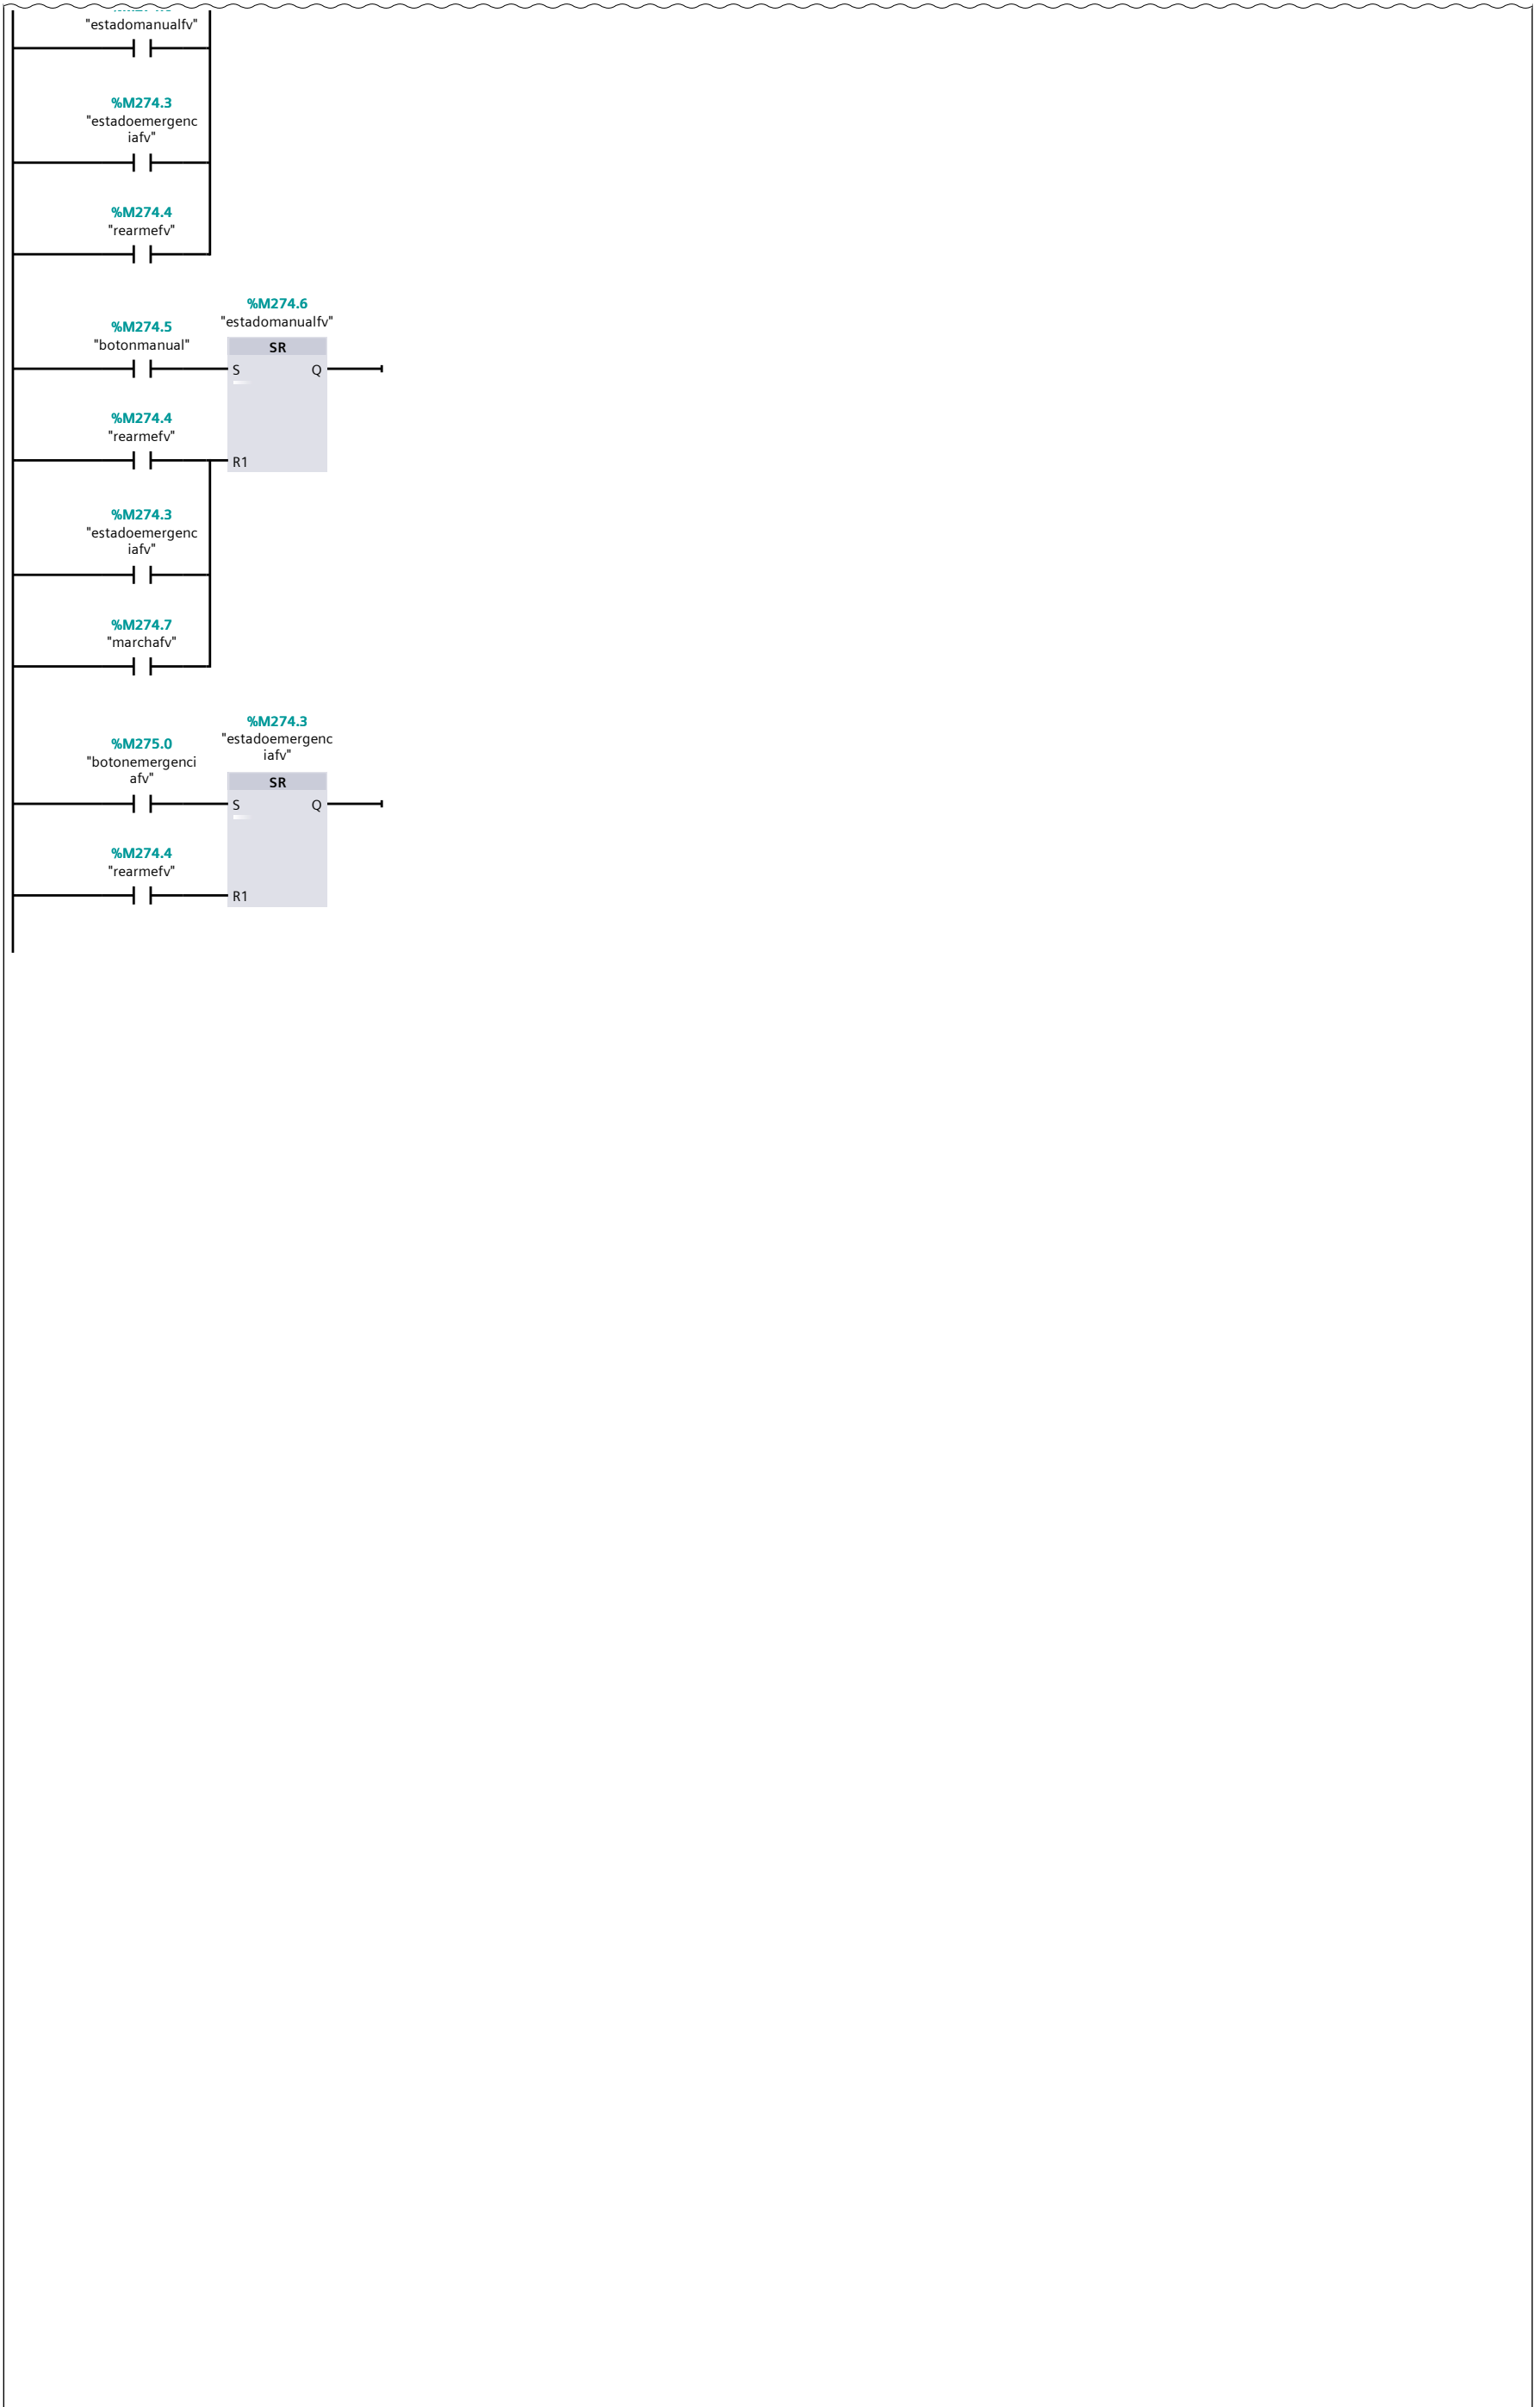 "estadomanualfv"
%M274.3
"estadoemergenc
iafv"
%M274.4
"rearmefv"
%M274.6
"estadomanualfv"
%M274.5
"botonmanual"
SR
S
Q
%M274.4
"rearmefv"
R1
%M274.3
"estadoemergenc
iafv"
%M274.7
"marchafv"
%M274.3
"estadoemergenc
iafv"
%M275.0
"botonemergenci
afv"
SR
S
Q
%M274.4
"rearmefv"
R1